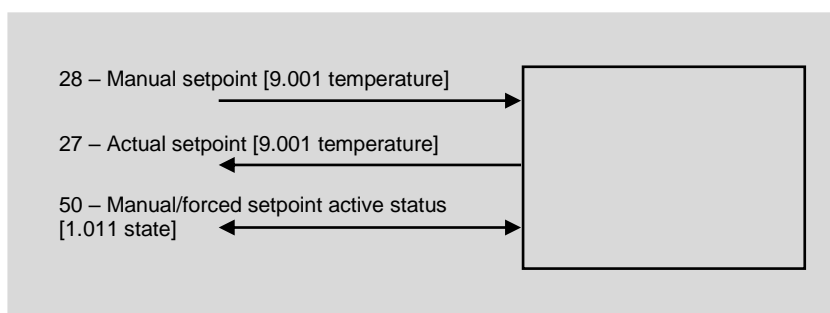 28 – Manual setpoint [9.001 temperature]
27 – Actual setpoint [9.001 temperature]
50 – Manual/forced setpoint active status
[1.011 state]